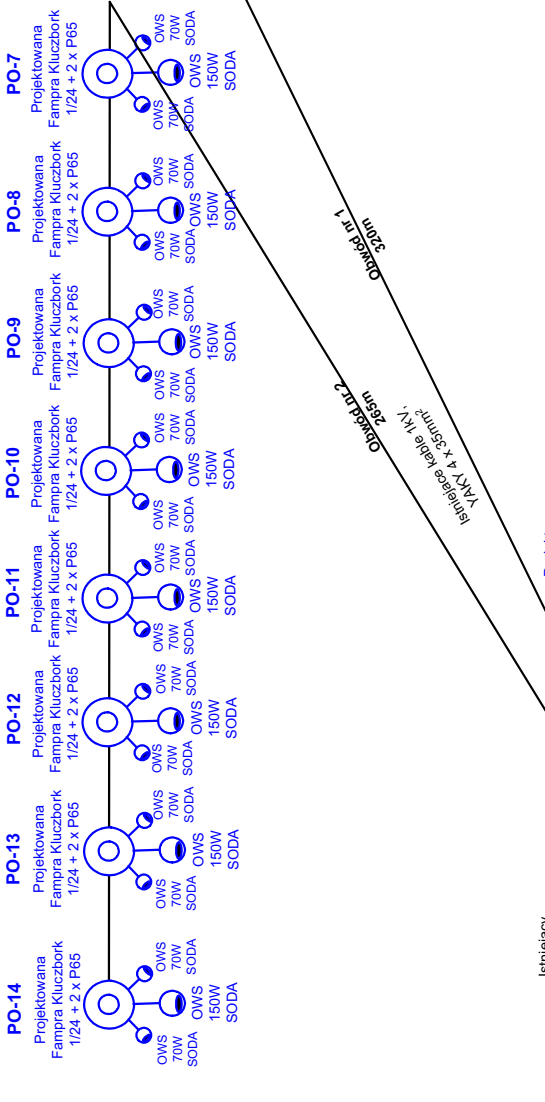 PO-7
Projektowana
Fampra Kluczbork
1/24 + 2 x P65
OWS
70W
SODA
OWS
150W
SODA
OWS
70W
SODA
PO-8
Projektowana
Fampra Kluczbork
1/24 + 2 x P65
OWS
70W
SODA
OWS
150W
SODA
OWS
70W
SODA
PO-9
Projektowana
Fampra Kluczbork
1/24 + 2 x P65
OWS
70W
SODA
OWS
150W
SODA
OWS
70W
SODA
PO-10
Projektowana
Fampra Kluczbork
1/24 + 2 x P65
OWS
70W
SODA
OWS
150W
SODA
OWS
70W
SODA
PO-11
Projektowana
Fampra Kluczbork
1/24 + 2 x P65
OWS
70W
SODA
OWS
150W
SODA
OWS
70W
SODA
PO-12
Projektowana
Fampra Kluczbork
1/24 + 2 x P65
OWS
70W
SODA
OWS
150W
SODA
OWS
70W
SODA
PO-13
Projektowana
Fampra Kluczbork
1/24 + 2 x P65
OWS
70W
SODA
OWS
150W
SODA
OWS
70W
SODA
PO-14
Projektowana
Fampra Kluczbork
1/24 + 2 x P65
OWS
70W
SODA
OWS
150W
SODA
OWS
70W
SODA
Obwód nr 1
320m
Obwód nr 2
265m
Istniejace kable 1kV,
YAKY 4 x 35mm²
Istniejący